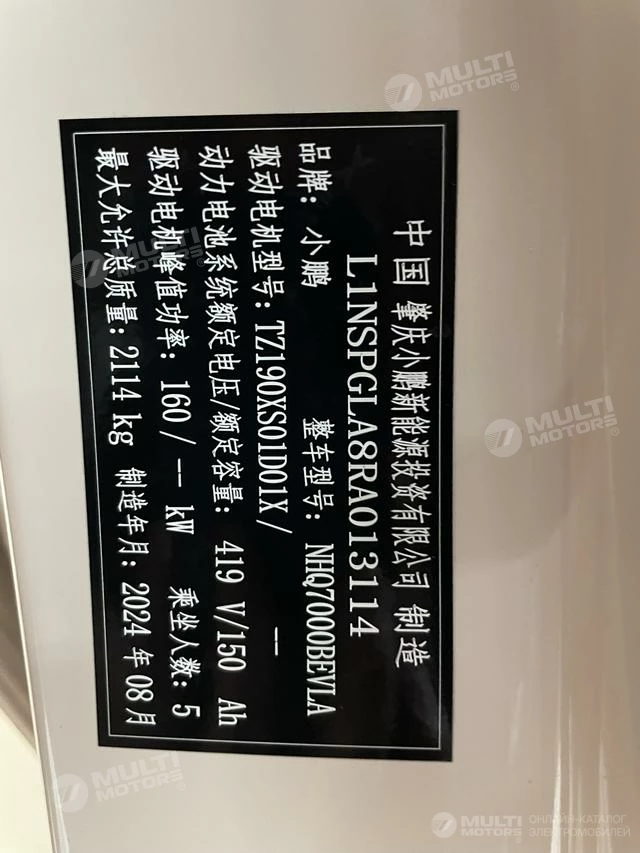 中国 肇庆小鹏新能源投资有限公司 制造
L1NSPGLA8RA013114
品牌: 小鹏 整车型号: NHQ7000BEVLA
驱动电机型号: TZ190XS01D01X/ --
动力电池系统额定电压/额定容量: 419 V/150 Ah
驱动电机峰值功率: 160/ -- kW 乘坐人数: 5
最大允许总质量: 2114 kg 制造年月: 2024 年 08 月
MULTI MOTORS®
MULTI MOTORS®
MULTI MOTORS®
MULTI MOTORS®
MULTI MOTORS® ОНЛАЙН-КАТАЛОГ
ЭЛЕКТРОМОБИЛЕЙ